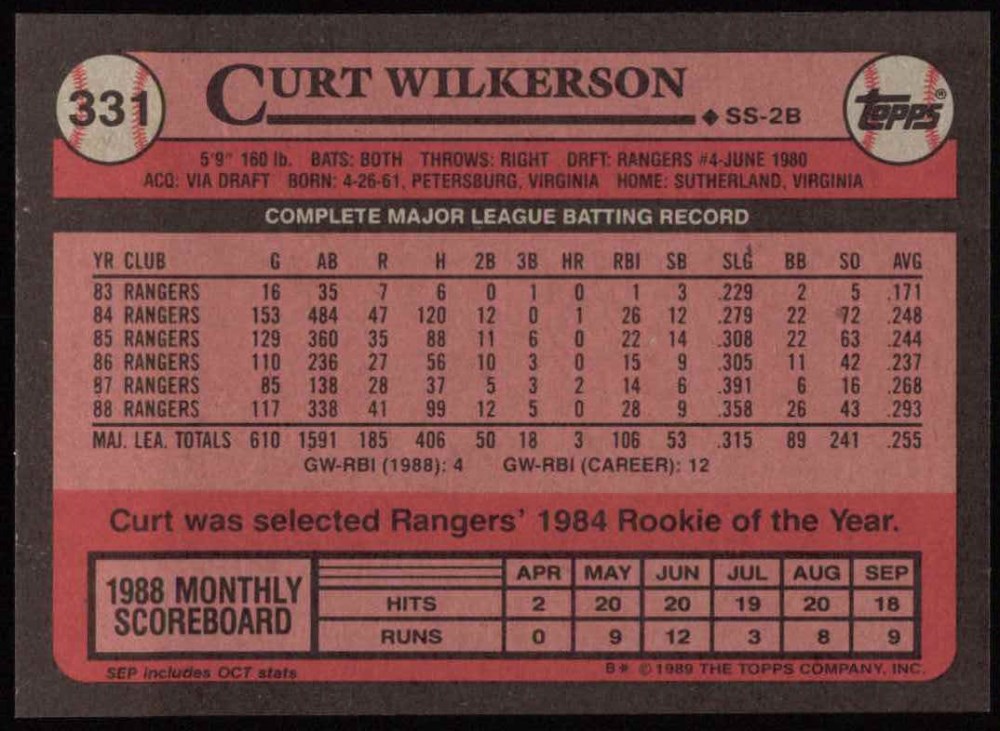 331
CURT WILKERSON
◆ SS-2B
Topps®
5'9" 160 lb. BATS: BOTH THROWS: RIGHT DRFT: RANGERS #4-JUNE 1980
ACQ: VIA DRAFT BORN: 4-26-61, PETERSBURG, VIRGINIA HOME: SUTHERLAND, VIRGINIA
COMPLETE MAJOR LEAGUE BATTING RECORD
YR CLUB G AB R H 2B 3B HR RBI SB SLG BB SO AVG
83 RANGERS 16 35 7 6 0 1 0 1 3 .229 2 5 .171
84 RANGERS 153 484 47 120 12 0 1 26 12 .279 22 72 .248
85 RANGERS 129 360 35 88 11 6 0 22 14 .308 22 63 .244
86 RANGERS 110 236 27 56 10 3 0 15 9 .305 11 42 .237
87 RANGERS 85 138 28 37 5 3 2 14 6 .391 6 16 .268
88 RANGERS 117 338 41 99 12 5 0 28 9 .358 26 43 .293
MAJ. LEA. TOTALS 610 1591 185 406 50 18 3 106 53 .315 89 241 .255
GW-RBI (1988): 4 GW-RBI (CAREER): 12
Curt was selected Rangers' 1984 Rookie of the Year.
1988 MONTHLY
SCOREBOARD
APR MAY JUN JUL AUG SEP
HITS 2 20 20 19 20 18
RUNS 0 9 12 3 8 9
SEP includes OCT stats
B* © 1989 THE TOPPS COMPANY, INC.